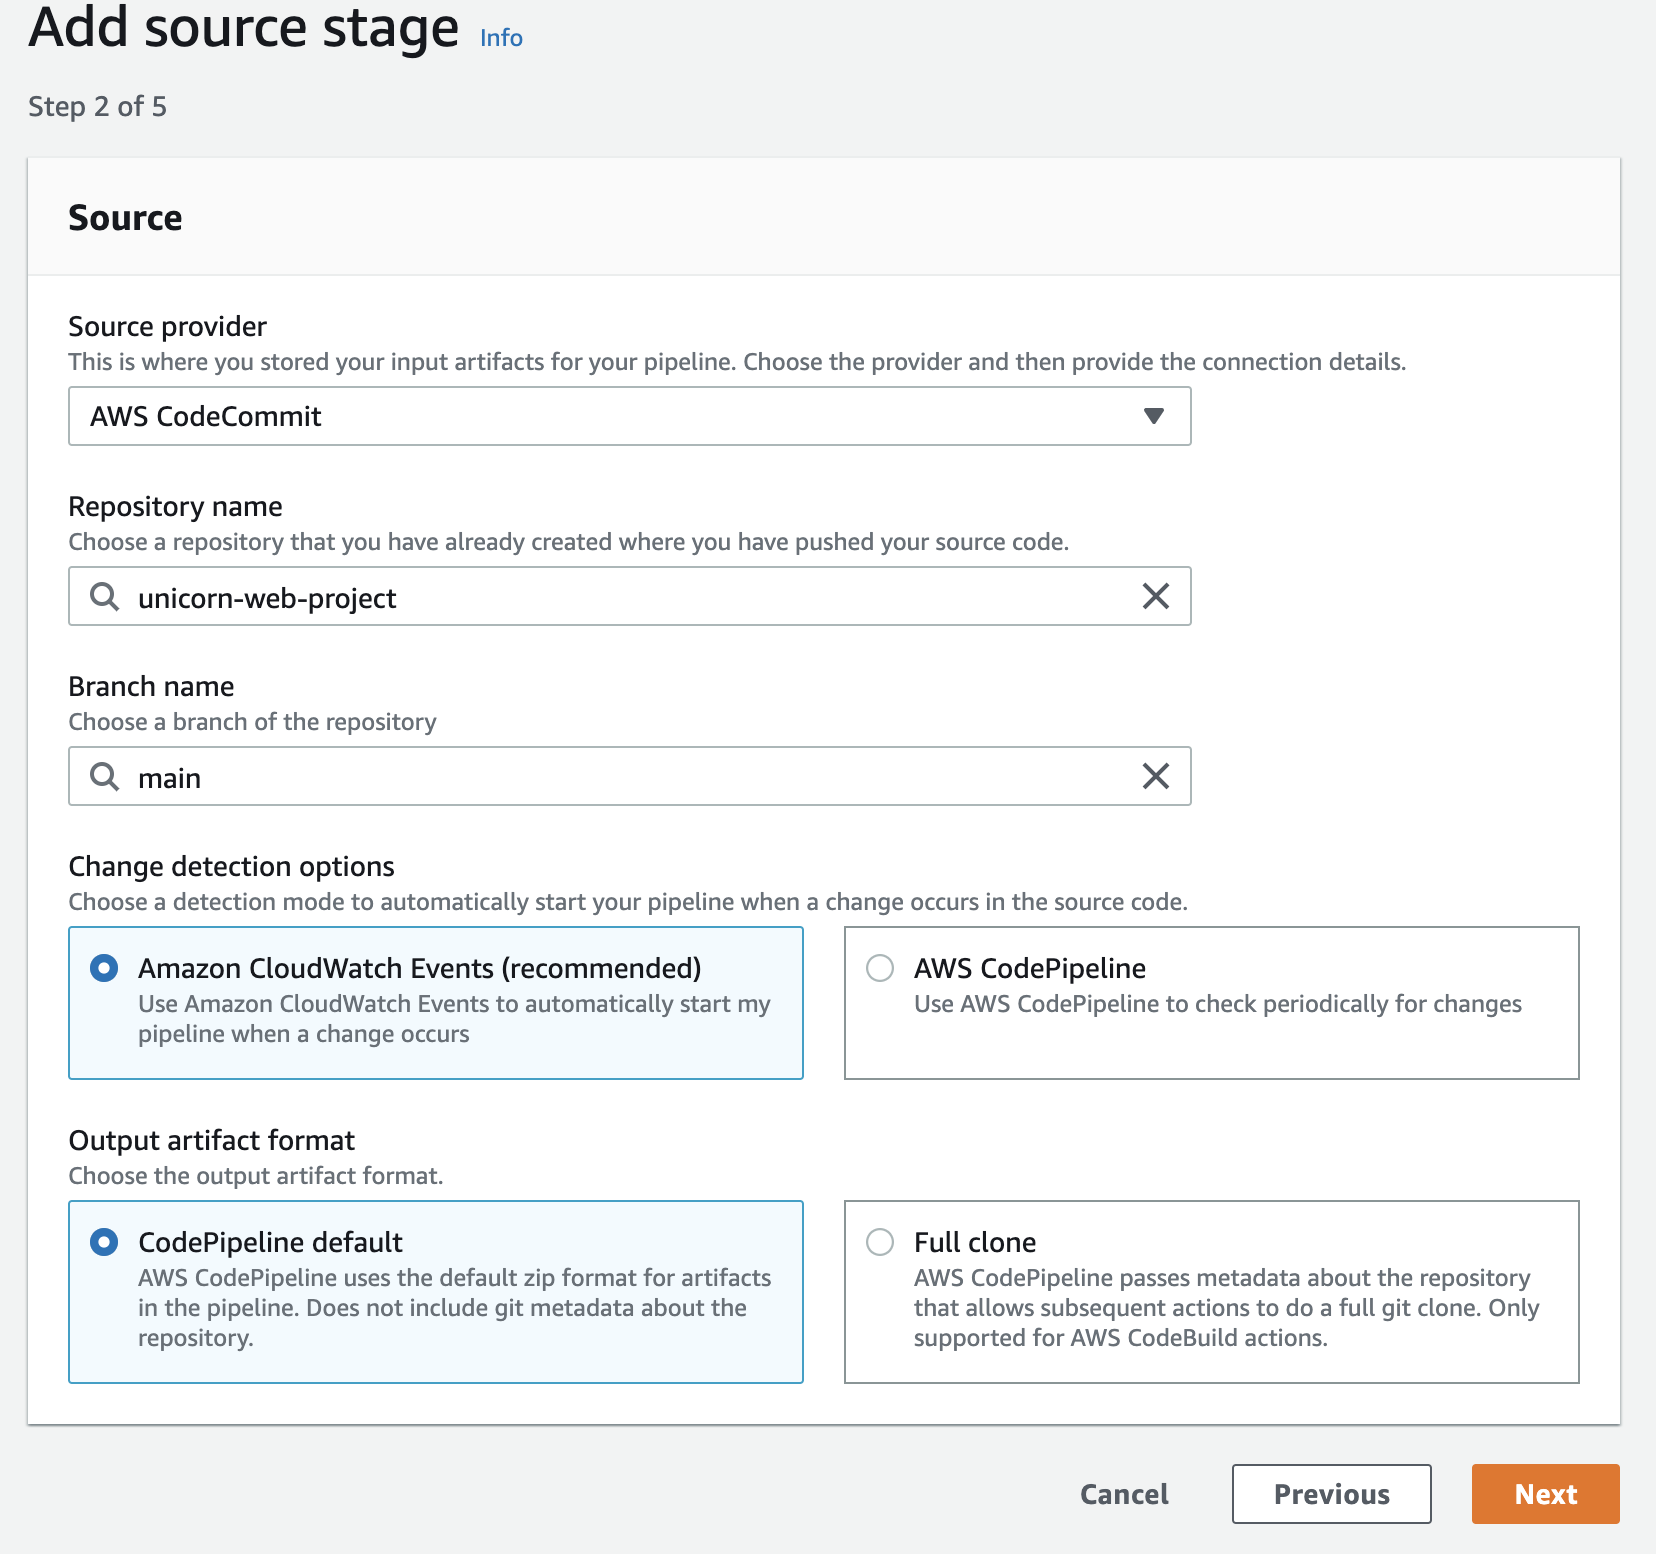 Add source stage Info
Step 2 of 5
Source
Source provider
This is where you stored your input artifacts for your pipeline. Choose the provider and then provide the connection details.
AWS CodeCommit
Repository name
Choose a repository that you have already created where you have pushed your source code.
unicorn-web-project
Branch name
Choose a branch of the repository
main
Change detection options
Choose a detection mode to automatically start your pipeline when a change occurs in the source code.
Amazon CloudWatch Events (recommended)
Use Amazon CloudWatch Events to automatically start my
pipeline when a change occurs
AWS CodePipeline
Use AWS CodePipeline to check periodically for changes
Output artifact format
Choose the output artifact format.
CodePipeline default
AWS CodePipeline uses the default zip format for artifacts
in the pipeline. Does not include git metadata about the
repository.
Full clone
AWS CodePipeline passes metadata about the repository
that allows subsequent actions to do a full git clone. Only
supported for AWS CodeBuild actions.
Cancel
Previous
Next